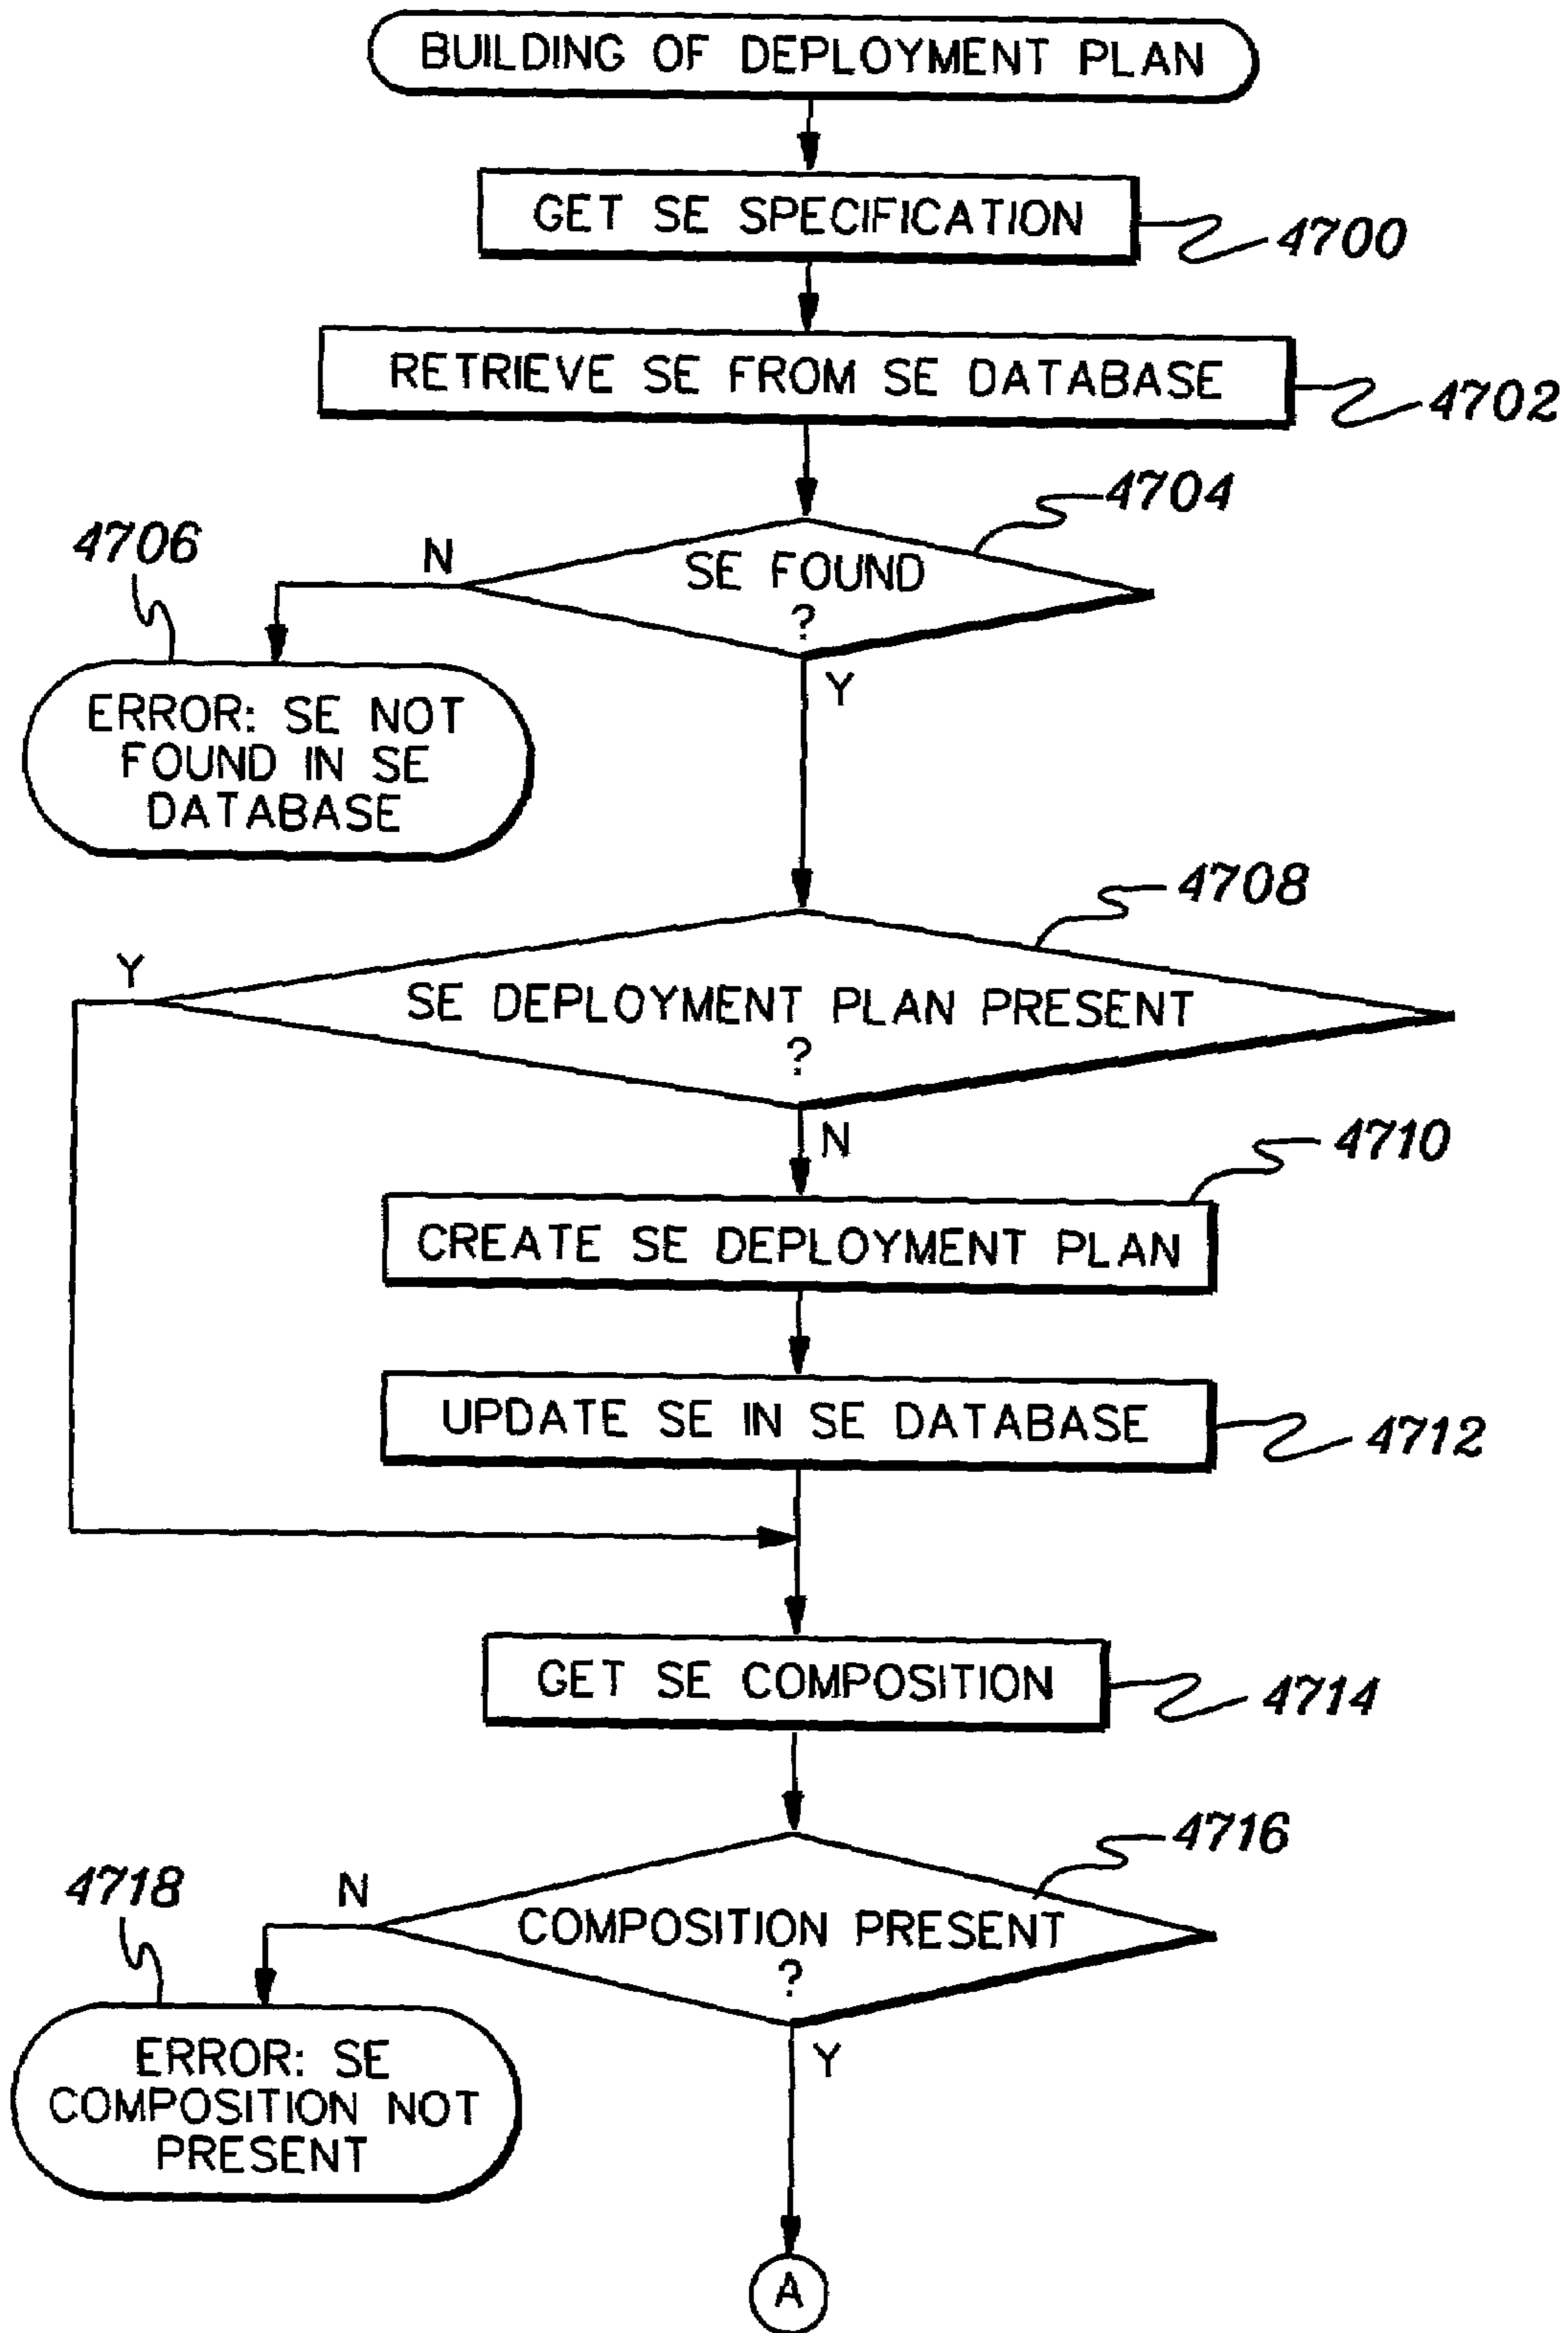 BUILDING OF DEPLOYMENT PLAN
GET SE SPECIFICATION
4700
RETRIEVE SE FROM SE DATABASE
4702
4704
SE FOUND
?
N
Y
4706
ERROR: SE NOT
FOUND IN SE
DATABASE
4708
SE DEPLOYMENT PLAN PRESENT
?
Y
N
4710
CREATE SE DEPLOYMENT PLAN
UPDATE SE IN SE DATABASE
4712
GET SE COMPOSITION
4714
4716
COMPOSITION PRESENT
?
N
Y
4718
ERROR: SE
COMPOSITION NOT
PRESENT
A